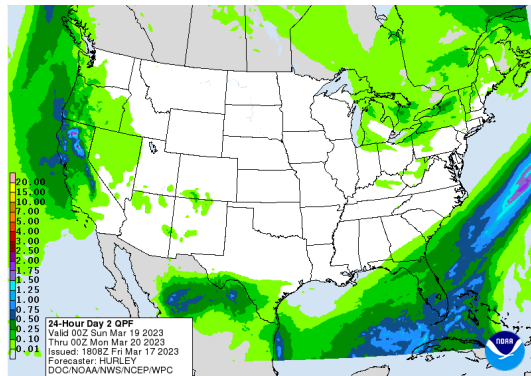 20.00
15.00
10.00
7.00
5.00
4.00
3.00
2.50
2.00
1.75
1.50
1.25
1.00
0.75
0.50
0.25
0.10
0.01
24-Hour Day 2 QPF
Valid 00Z Sun Mar 19 2023
Thru 00Z Mon Mar 20 2023
Issued: 1808Z Fri Mar 17 2023
Forecaster: HURLEY
DOC/NOAA/NWS/NCEP/WPC
NOAA